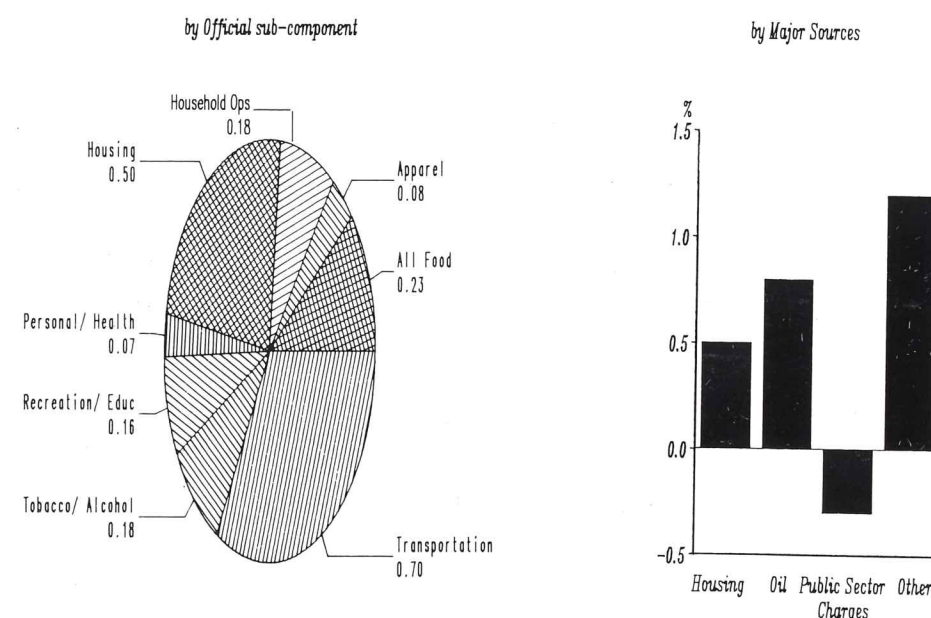 by Official sub-component
Household Ops
0.18
Housing
0.50
Apparel
0.08
All Food
0.23
Personal/ Health
0.07
Recreation/ Educ
0.16
Tobacco/ Alcohol
0.18
Transportation
0.70
by Major Sources
%
1.5
1.0
0.5
0.0
-0.5
Housing
Oil
Public Sector
Charges
Other